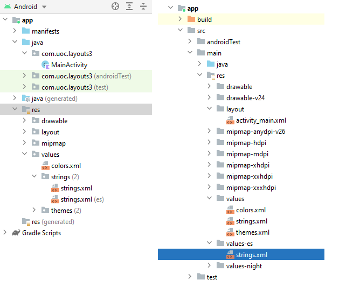 Android
app
manifests
java
com.uoc.layouts3
MainActivity
com.uoc.layouts3 (androidTest)
com.uoc.layouts3 (test)
java (generated)
res
drawable
layout
mipmap
values
colors.xml
strings (2)
strings.xml
strings.xml (es)
themes (2)
res (generated)
Gradle Scripts
app
build
src
androidTest
main
java
res
drawable
drawable-v24
layout
activity_main.xml
mipmap-anydpi-v26
mipmap-hdpi
mipmap-mdpi
mipmap-xhdpi
mipmap-xxhdpi
mipmap-xxxhdpi
values
colors.xml
strings.xml
themes.xml
values-es
strings.xml
values-night
test